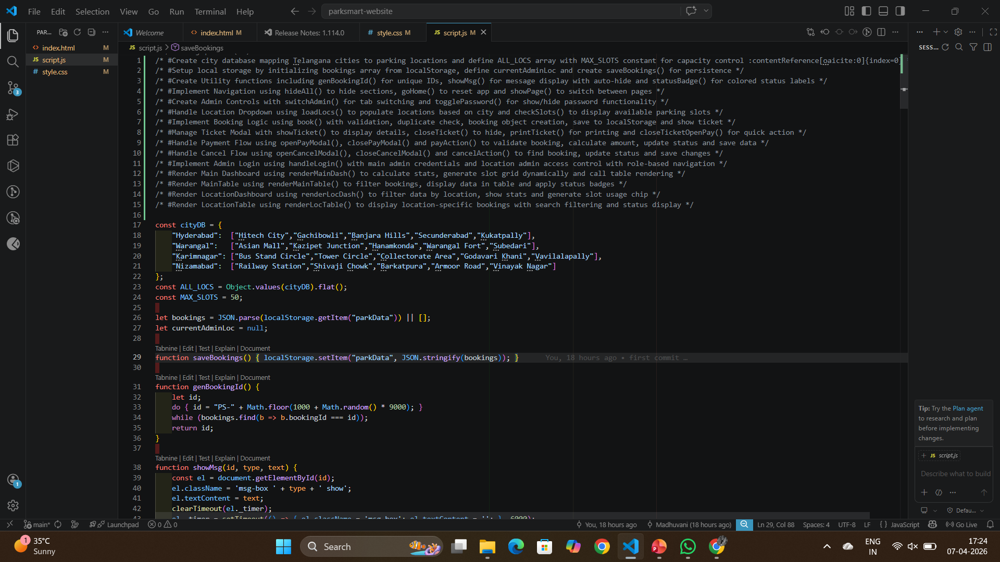 File Edit Selection View Go Run Terminal Help
parksmart-website
PAR...
Welcome
index.html M
Release Notes: 1.114.0
style.css M
script.js M
index.html M
script.js M
style.css M
script.js > saveBookings
1 /* #Create city database mapping Telangana cities to parking locations and define ALL_LOCS array with MAX_SLOTS constant for capacity control :contentReference[oaicite:0]{index=0}
2 /* #Setup local storage by initializing bookings array from localStorage, define currentAdminLoc and create saveBookings() for persistence */
3 /* #Create Utility functions including genBookingId() for unique IDs, showMsg() for message display with auto-hide and statusBadge() for colored status labels */
4 /* #Implement Navigation using hideAll() to hide sections, goHome() to reset app and showPage() to switch between pages */
5 /* #Create Admin Controls with switchAdmin() for tab switching and togglePassword() for show/hide password functionality */
6 /* #Handle Location Dropdown using loadLocs() to populate locations based on city and checkSlots() to display available parking slots */
7 /* #Implement Booking Logic using book() with validation, duplicate check, booking object creation, save to localStorage and show ticket */
8 /* #Manage Ticket Modal with showTicket() to display details, closeTicket() to hide, printTicket() for printing and closeTicketOpenPay() for quick action */
9 /* #Handle Payment Flow using openPayModal(), closePayModal() and payAction() to validate booking, calculate amount, update status and save data */
10 /* #Handle Cancel Flow using openCancelModal(), closeCancelModal() and cancelAction() to find booking, update status and save changes */
11 /* #Implement Admin Login using handleLogin() with main admin credentials and location admin access control with role-based navigation */
12 /* #Render Main Dashboard using renderMainDash() to calculate stats, generate slot grid dynamically and call table rendering */
13 /* #Render MainTable using renderMainTable() to filter bookings, display data in table and apply status badges */
14 /* #Render LocationDashboard using renderLocDash() to filter data by location, show stats and generate slot usage chip */
15 /* #Render LocationTable using renderLocTable() to display location-specific bookings with search filtering and status display */
16
17 const cityDB = {
18 "Hyderabad": ["Hitech City","Gachibowli","Banjara Hills","Secunderabad","Kukatpally"],
19 "Warangal": ["Asian Mall","Kazipet Junction","Hanamkonda","Warangal Fort","Subedari"],
20 "Karimnagar": ["Bus Stand Circle","Tower Circle","Collectorate Area","Godavari Khani","Vavilalapally"],
21 "Nizamabad": ["Railway Station","Shivaji Chowk","Barkatpura","Armoor Road","Vinayak Nagar"]
22 };
23 const ALL_LOCS = Object.values(cityDB).flat();
24 const MAX_SLOTS = 50;
25
26 let bookings = JSON.parse(localStorage.getItem("parkData")) || [];
27 let currentAdminLoc = null;
28
Tabnine | Edit | Test | Explain | Document
29 function saveBookings() { localStorage.setItem("parkData", JSON.stringify(bookings)); } You, 18 hours ago • first commit …
30
Tabnine | Edit | Test | Explain | Document
31 function genBookingId() {
32 let id;
33 do { id = "PS-" + Math.floor(1000 + Math.random() * 9000); }
34 while (bookings.find(b => b.bookingId === id));
35 return id;
36 }
37
Tabnine | Edit | Test | Explain | Document
38 function showMsg(id, type, text) {
39 const el = document.getElementById(id);
40 el.className = 'msg-box ' + type + ' show';
41 el.textContent = text;
42 clearTimeout(el._timer);
43 el._timer = setTimeout(() => { el.className = 'msg-box'; el.textContent = ''; }, 6000);
SESS...
Tip: Try the Plan agent
to research and plan
before implementing
changes.
script.js
Describe what to build
Defau...
3
1
main*
Launchpad
0 0
You, 18 hours ago
Madhuvani (18 hours ago)
Ln 29, Col 88
Spaces: 4
UTF-8
LF
{ } JavaScript
Go Live
1
35°C
Sunny
Search
ENG
IN
17:24
07-04-2026